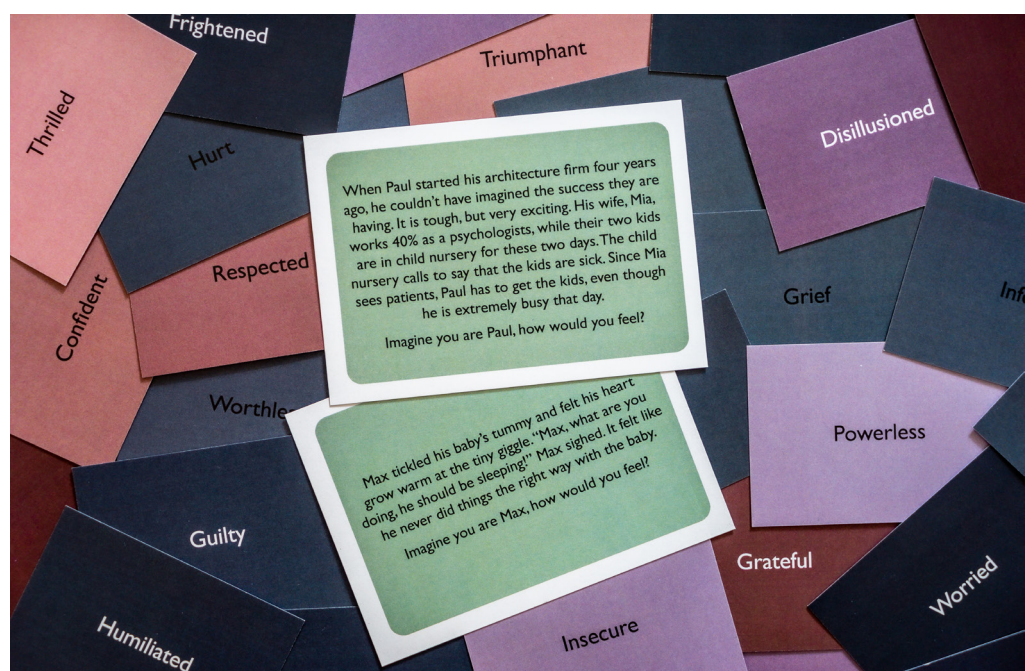 Frightened
Triumphant
Thrilled
Disillusioned
Hurt
When Paul started his architecture firm four years
ago, he couldn't have imagined the success they are
having. It is tough, but very exciting. His wife, Mia,
works 40% as a psychologists, while their two kids
are in child nursery for these two days. The child
nursery calls to say that the kids are sick. Since Mia
sees patients, Paul has to get the kids, even though
he is extremely busy that day.
Imagine you are Paul, how would you feel?
Respected
Confident
Grief
Worthle
Powerless
Max tickled his baby's tummy and felt his heart
grow warm at the tiny giggle. "Max, what are you
doing, he should be sleeping!" Max sighed. It felt like
he never did things the right way with the baby.
Imagine you are Max, how would you feel?
Guilty
Grateful
Worried
Humiliated
Insecure